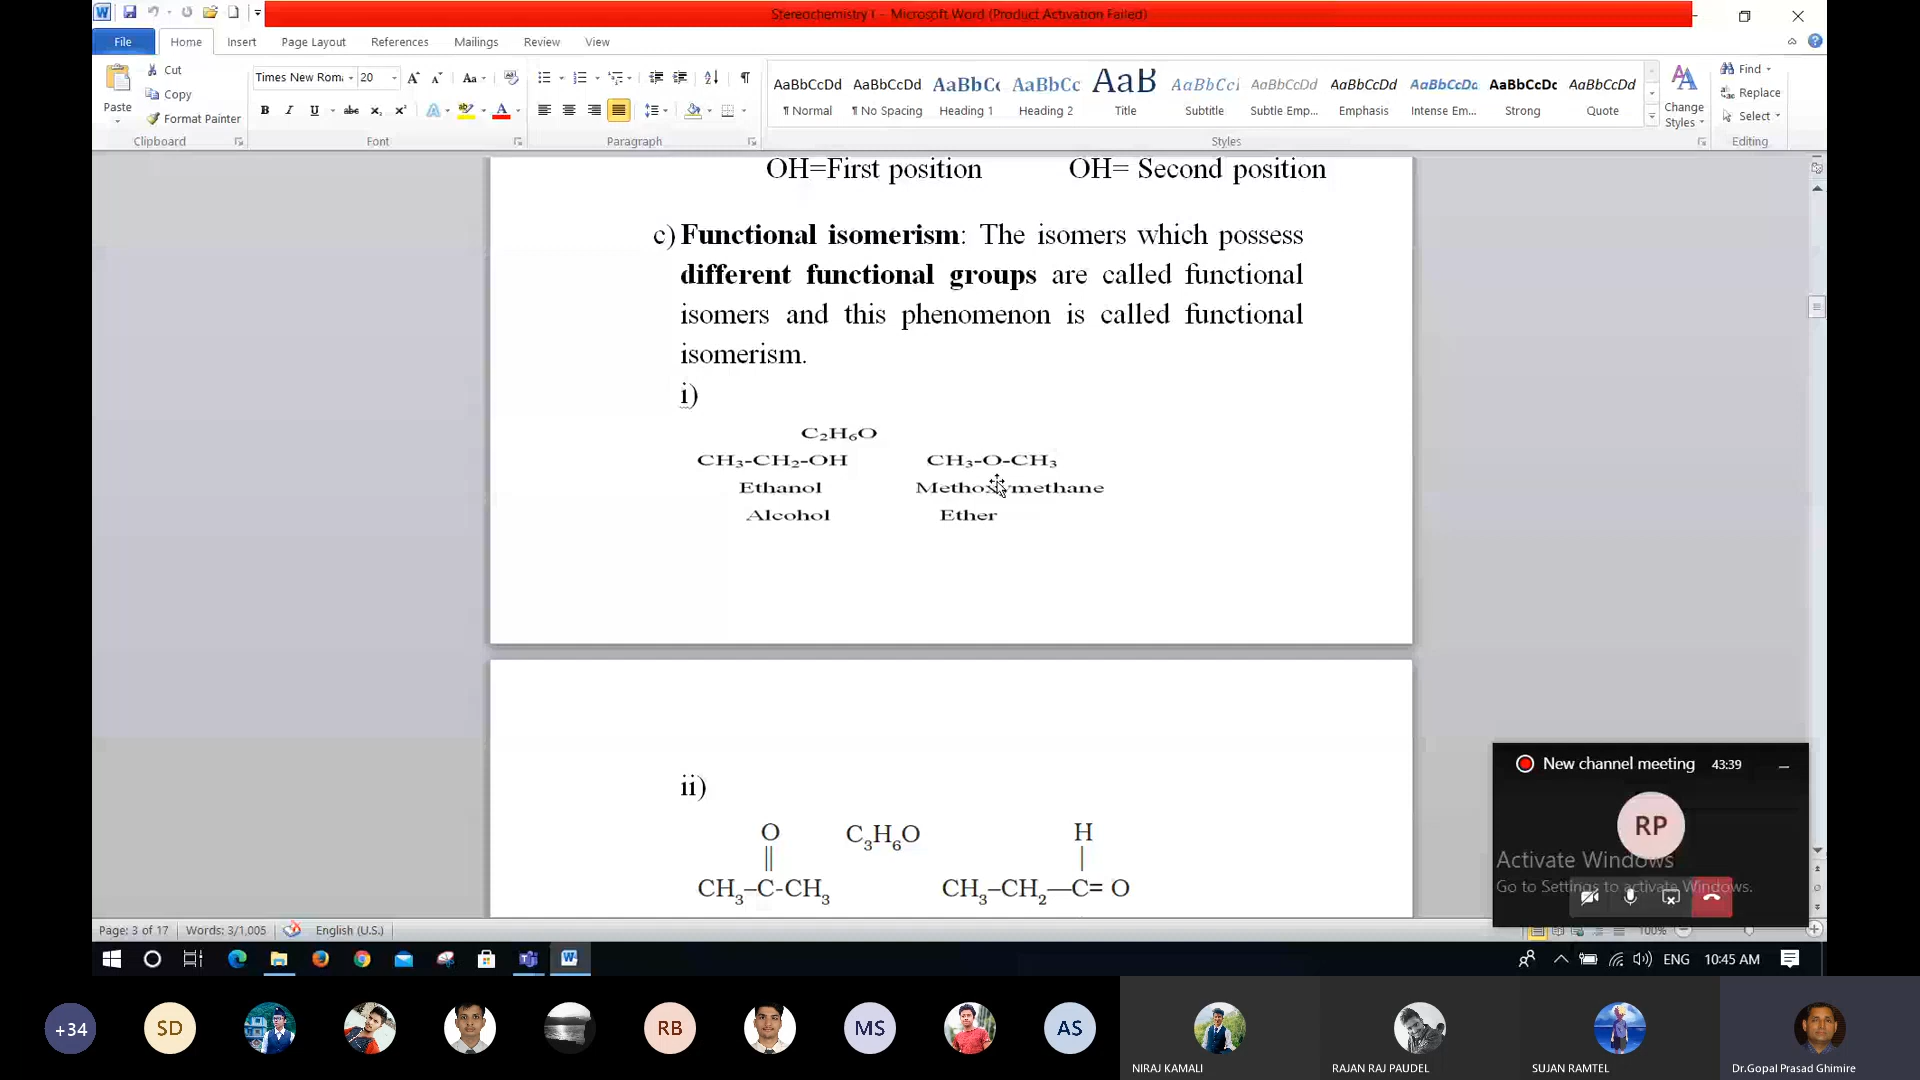 Stereochemistry I - Microsoft Word (Product Activation Failed)
File Home Insert Page Layout References Mailings Review View
Paste
Cut
Copy
Format Painter
Times New Roma 20
AaBbCcDd AaBbCcDd AaBbCc AaBbCc AaB AaBbCcI AaBbCcDd AaBbCcDd AaBbCcDc AaBbCcDc AaBbCcDd
¶ Normal ¶ No Spacing Heading 1 Heading 2 Title Subtitle Subtle Emp... Emphasis Intense Em... Strong Quote
Change
Styles
Find
Replace
Select
Clipboard Font Paragraph Styles Editing
OH=First position OH= Second position
c) Functional isomerism: The isomers which possess
different functional groups are called functional
isomers and this phenomenon is called functional
isomerism.
i)
C₂H₆O
CH₃-CH₂-OH CH₃-O-CH₃
Ethanol Methoxymethane
Alcohol Ether
ii)
O C₃H₆O H
CH₃–C-CH₃ CH₃–CH₂—C= O
New channel meeting 43:39
RP
Activate Windows
Go to Settings to activate Windows.
Page: 3 of 17 Words: 3/1,005 English (U.S.) 100%
ENG 10:45 AM
+34 SD RB MS AS
NIRAJ KAMALI RAJAN RAJ PAUDEL SUJAN RAMTEL Dr.Gopal Prasad Ghimire